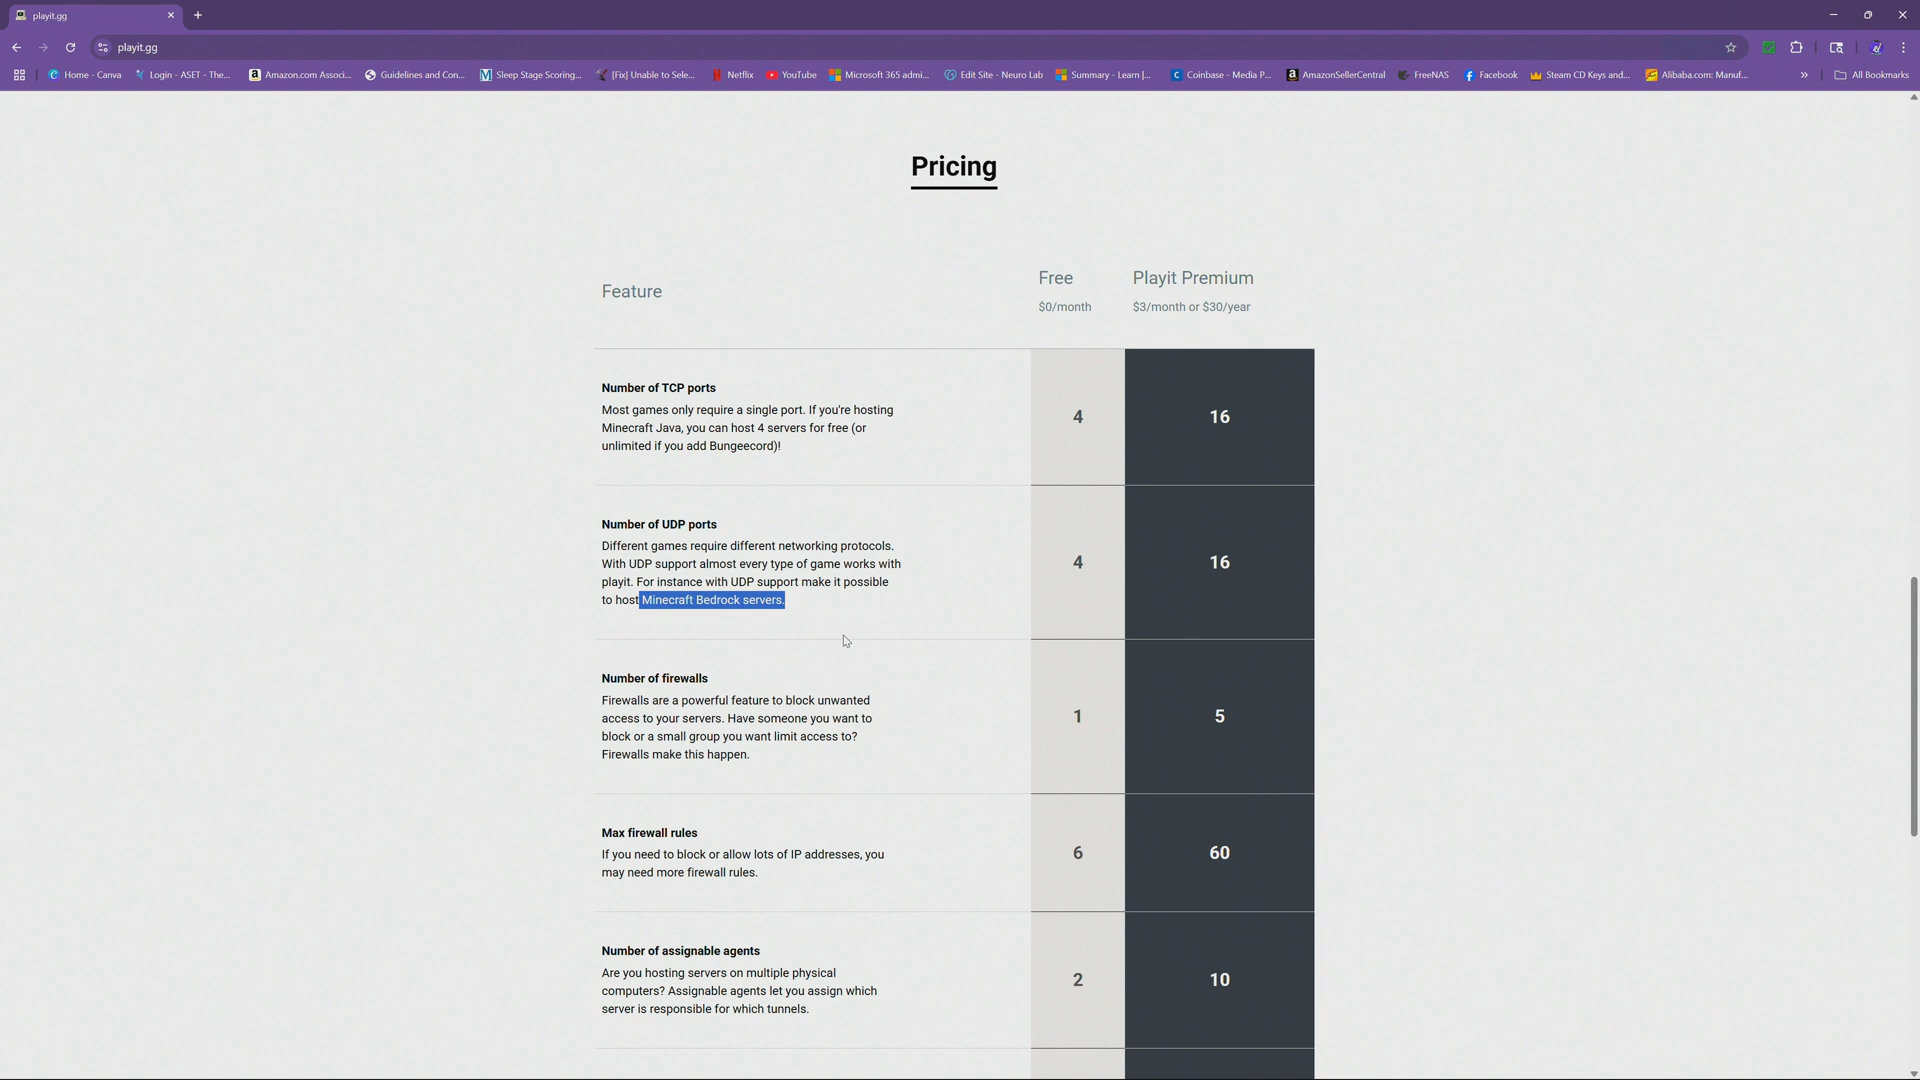 playit.gg
playit.gg
Home - Canva
Login - ASET - The...
Amazon.com Associ...
Guidelines and Con...
Sleep Stage Scoring...
[Fix] Unable to Sele...
Netflix
YouTube
Microsoft 365 admi...
Edit Site - Neuro Lab
Summary - Learn |...
Coinbase - Media P...
AmazonSellerCentral
FreeNAS
Facebook
Steam CD Keys and...
Alibaba.com: Manuf...
»
All Bookmarks
Pricing
Feature
Free
$0/month
Playit Premium
$3/month or $30/year
Number of TCP ports
Most games only require a single port. If you're hosting
Minecraft Java, you can host 4 servers for free (or
unlimited if you add Bungeecord)!
4
16
Number of UDP ports
Different games require different networking protocols.
With UDP support almost every type of game works with
playit. For instance with UDP support make it possible
to host Minecraft Bedrock servers.
4
16
Number of firewalls
Firewalls are a powerful feature to block unwanted
access to your servers. Have someone you want to
block or a small group you want limit access to?
Firewalls make this happen.
1
5
Max firewall rules
If you need to block or allow lots of IP addresses, you
may need more firewall rules.
6
60
Number of assignable agents
Are you hosting servers on multiple physical
computers? Assignable agents let you assign which
server is responsible for which tunnels.
2
10